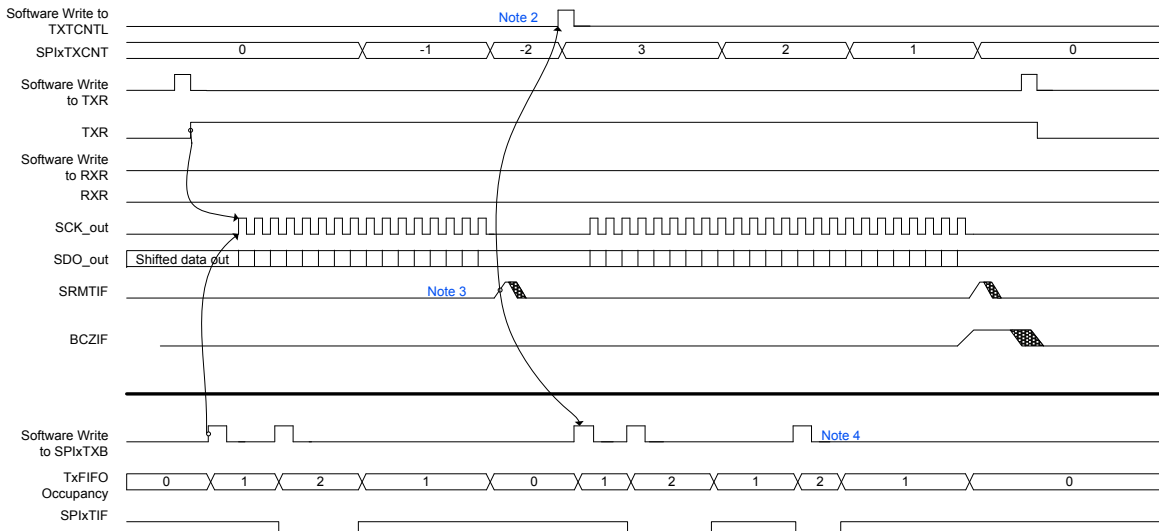 Software Write to
TXTCNTL
Note 2
SPIxTXCNT
0 -1 -2 3 2 1 0
Software Write
to TXR
TXR
Software Write
to RXR
RXR
SCK_out
SDO_out
Shifted data out
SRMTIF
Note 3
BCZIF
Software Write
to SPIxTXB
Note 4
TxFIFO
Occupancy
0 1 2 1 0 1 2 1 2 1 0
SPIxTIF